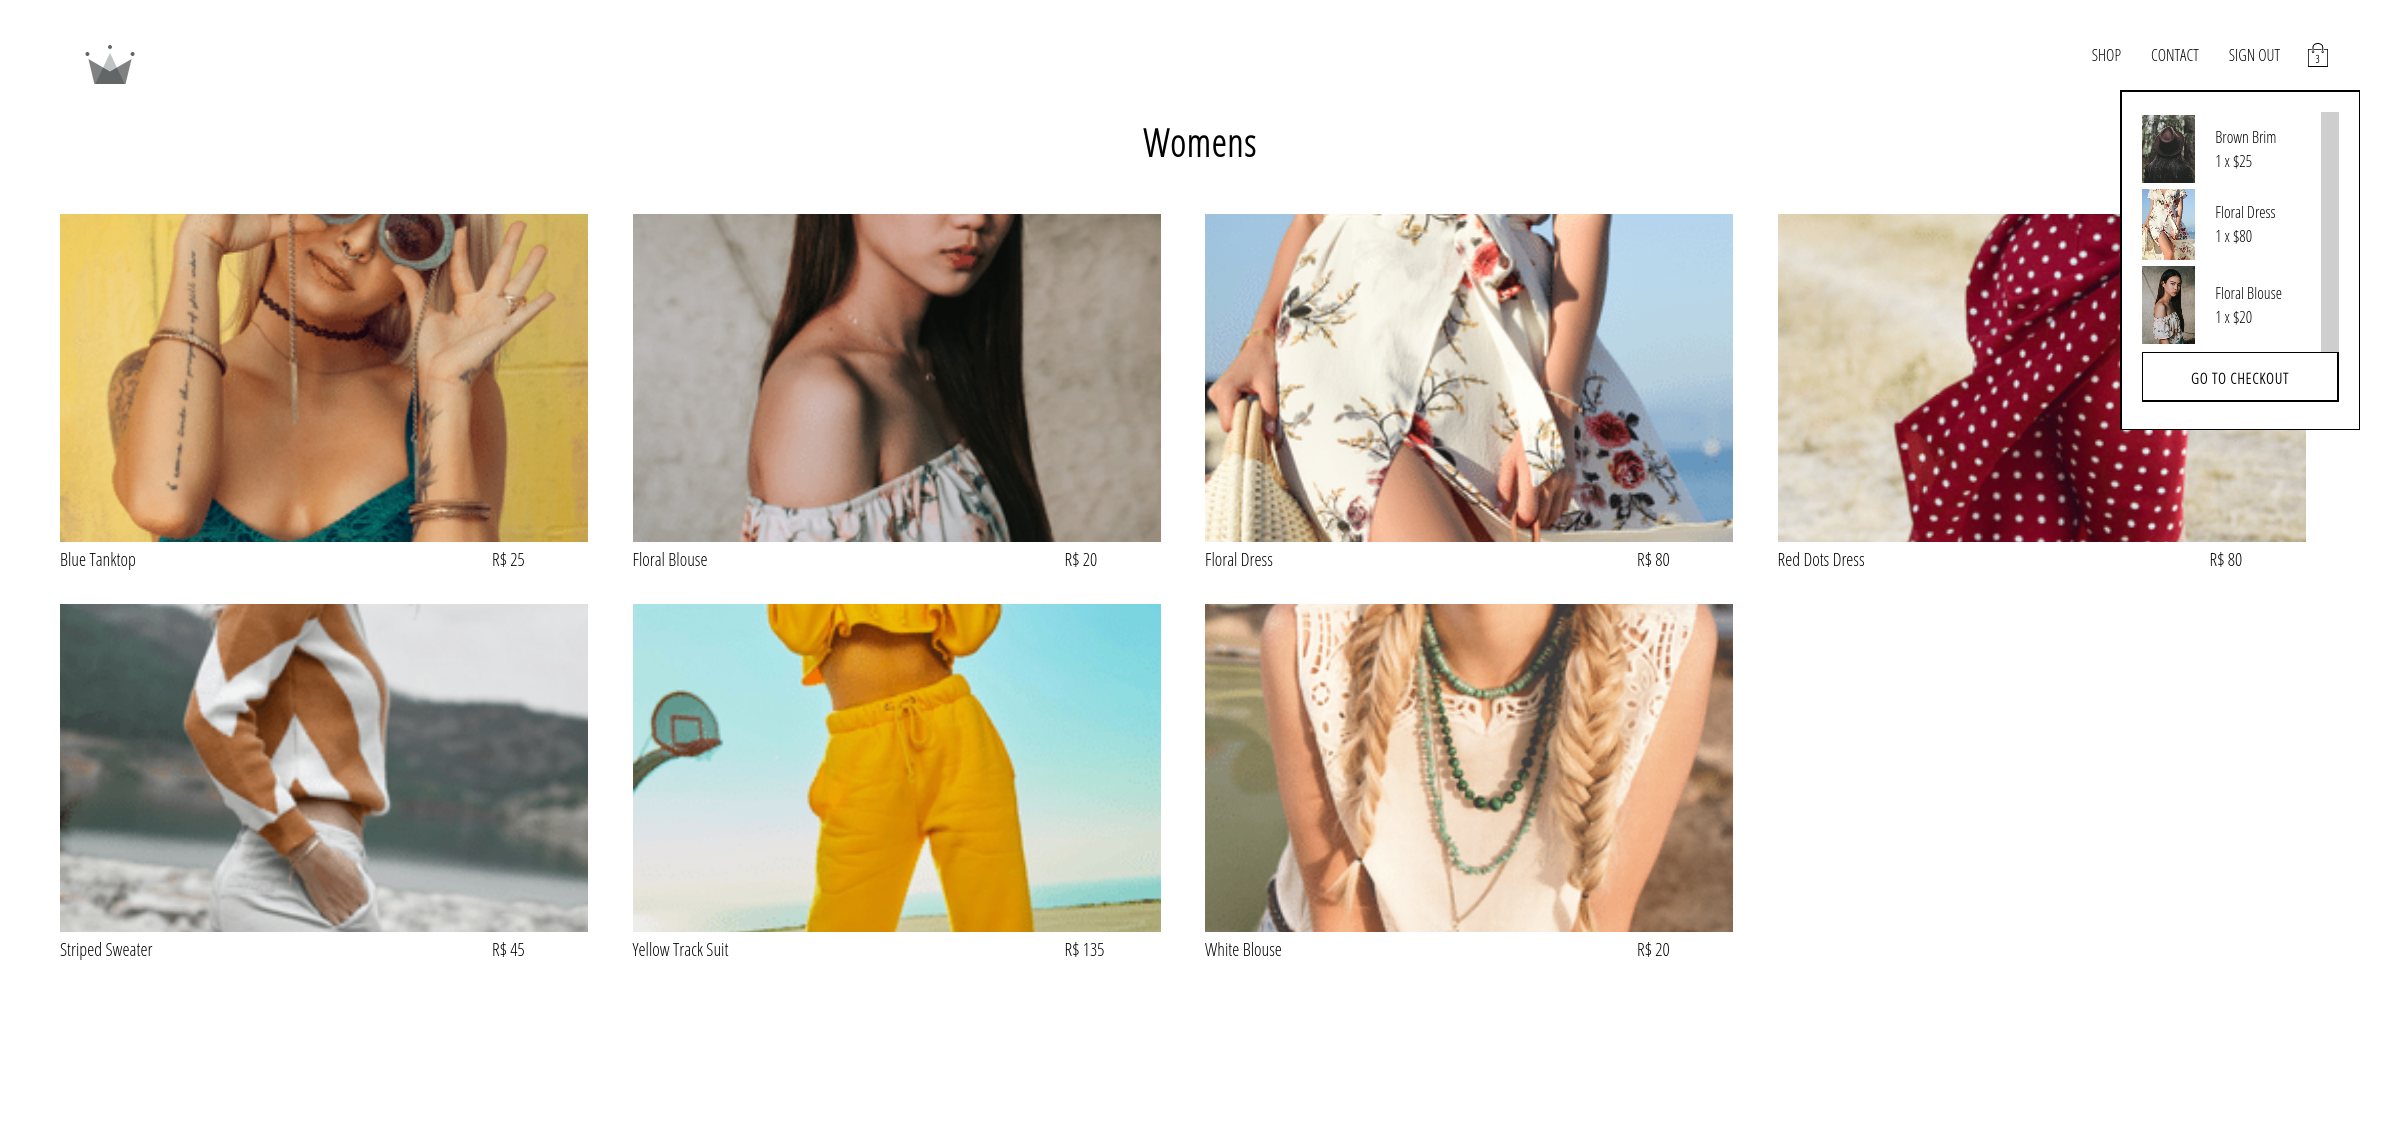 SHOP CONTACT SIGN OUT 3
Womens
Brown Brim
1 x $25
Floral Dress
1 x $80
Floral Blouse
1 x $20
GO TO CHECKOUT
Blue Tanktop R$ 25
Floral Blouse R$ 20
Floral Dress R$ 80
Red Dots Dress R$ 80
Striped Sweater R$ 45
Yellow Track Suit R$ 135
White Blouse R$ 20